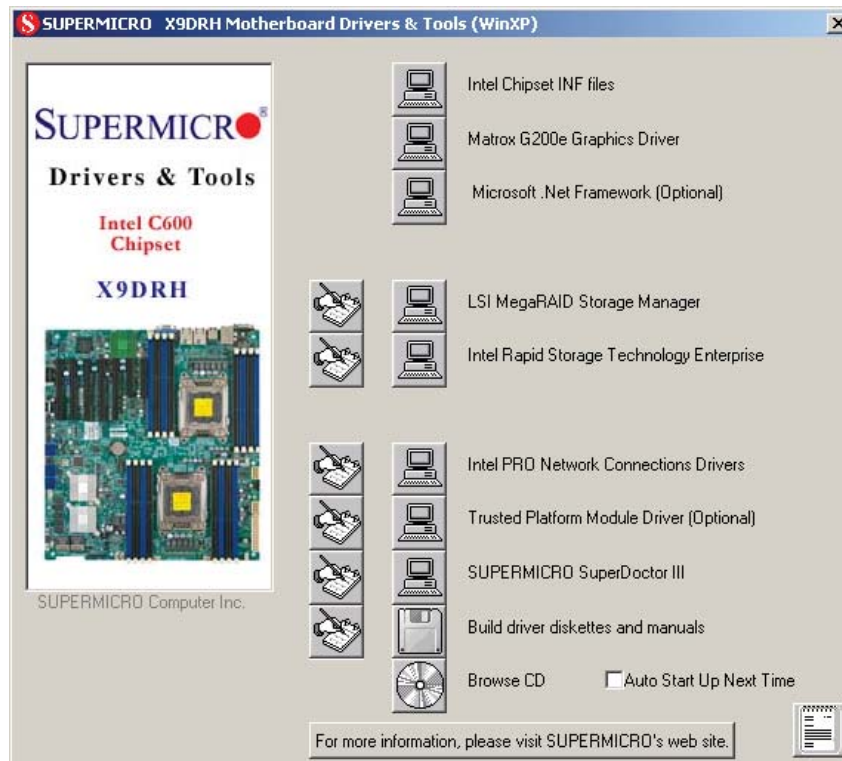 SUPERMICRO X9DRH Motherboard Drivers & Tools (WinXP)
SUPERMICRO®
Drivers & Tools
Intel C600
Chipset
X9DRH
SUPERMICRO Computer Inc.
Intel Chipset INF files
Matrox G200e Graphics Driver
Microsoft .Net Framework (Optional)
LSI MegaRAID Storage Manager
Intel Rapid Storage Technology Enterprise
Intel PRO Network Connections Drivers
Trusted Platform Module Driver (Optional)
SUPERMICRO SuperDoctor III
Build driver diskettes and manuals
Browse CD
Auto Start Up Next Time
For more information, please visit SUPERMICRO's web site.